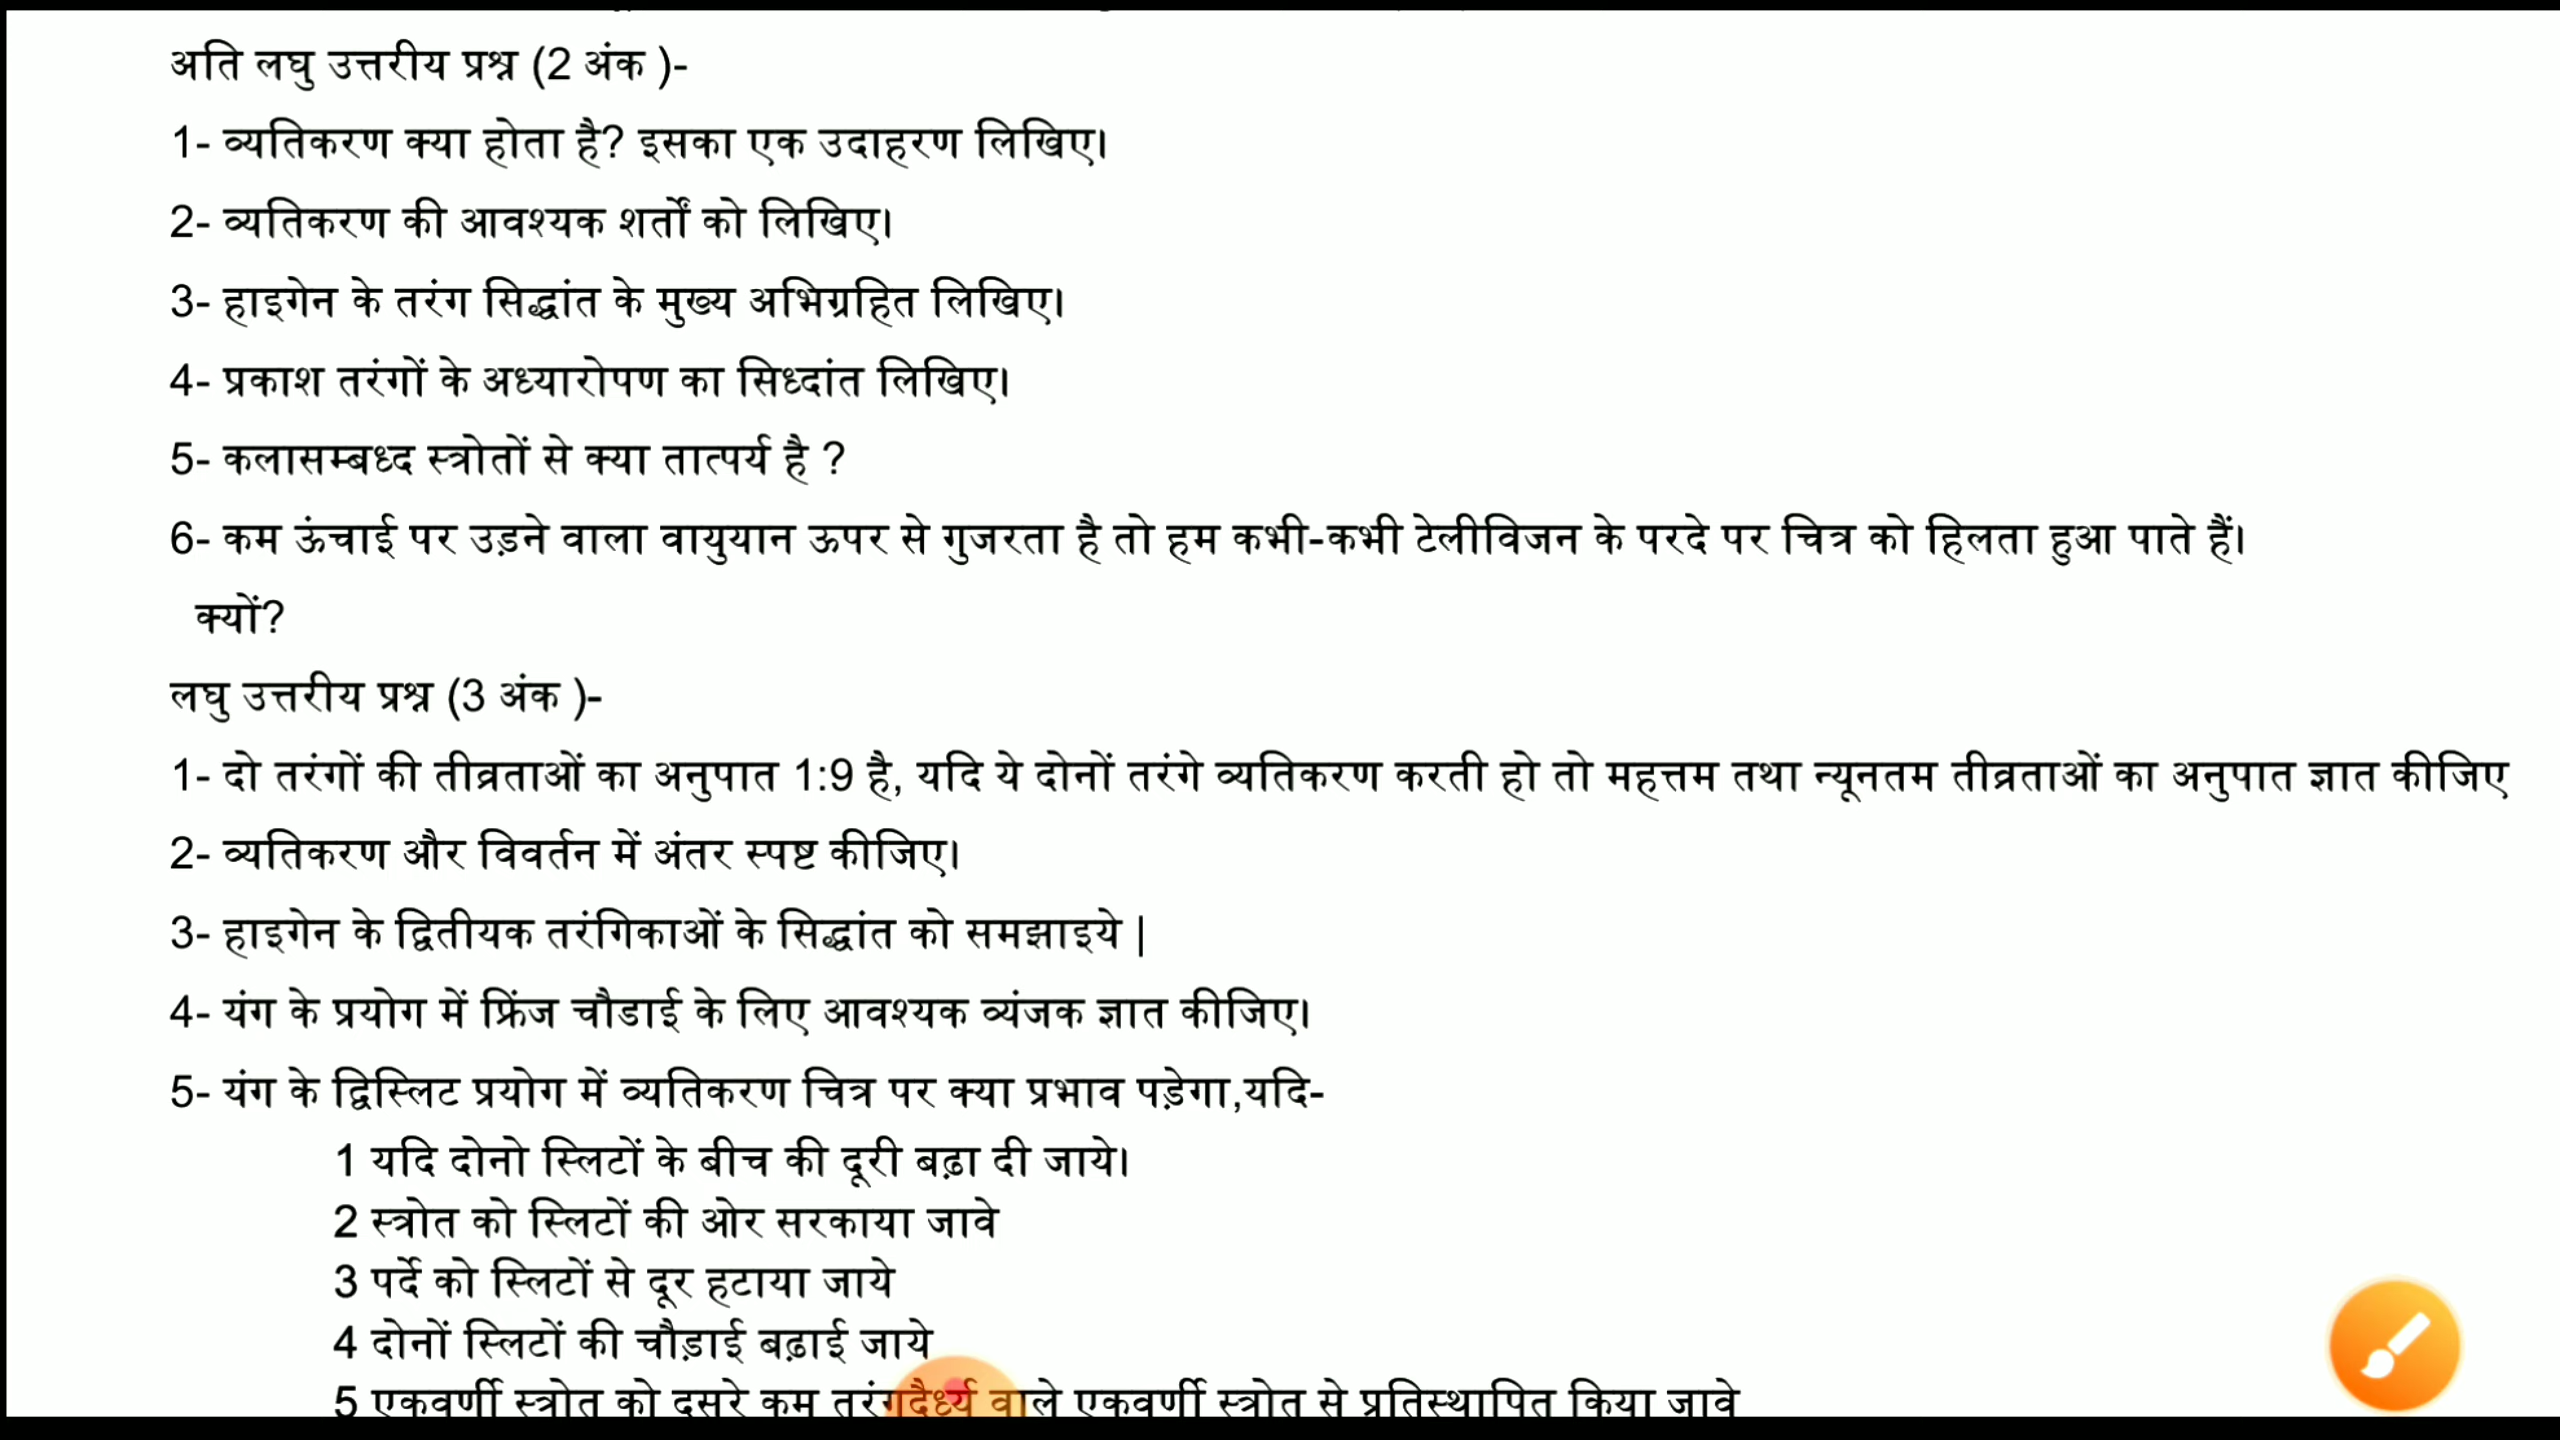 अति लघु उत्तरीय प्रश्न (2 अंक )-
1- व्यतिकरण क्या होता है? इसका एक उदाहरण लिखिए।
2- व्यतिकरण की आवश्यक शर्तों को लिखिए।
3- हाइगेन के तरंग सिद्धांत के मुख्य अभिग्रहित लिखिए।
4- प्रकाश तरंगों के अध्यारोपण का सिध्दांत लिखिए।
5- कलासम्बध्द स्त्रोतों से क्या तात्पर्य है ?
6- कम ऊंचाई पर उड़ने वाला वायुयान ऊपर से गुजरता है तो हम कभी-कभी टेलीविजन के परदे पर चित्र को हिलता हुआ पाते हैं।
क्यों?
लघु उत्तरीय प्रश्न (3 अंक )-
1- दो तरंगों की तीव्रताओं का अनुपात 1:9 है, यदि ये दोनों तरंगे व्यतिकरण करती हो तो महत्तम तथा न्यूनतम तीव्रताओं का अनुपात ज्ञात कीजिए
2- व्यतिकरण और विवर्तन में अंतर स्पष्ट कीजिए।
3- हाइगेन के द्वितीयक तरंगिकाओं के सिद्धांत को समझाइये |
4- यंग के प्रयोग में फ्रिंज चौडाई के लिए आवश्यक व्यंजक ज्ञात कीजिए।
5- यंग के द्विस्लिट प्रयोग में व्यतिकरण चित्र पर क्या प्रभाव पड़ेगा,यदि-
1 यदि दोनो स्लिटों के बीच की दूरी बढ़ा दी जाये।
2 स्त्रोत को स्लिटों की ओर सरकाया जावे
3 पर्दे को स्लिटों से दूर हटाया जाये
4 दोनों स्लिटों की चौड़ाई बढ़ाई जाये
5 एकवर्णी स्त्रोत को दूसरे कम तरंगदैर्ध्य वाले एकवर्णी स्त्रोत से प्रतिस्थापित किया जावे